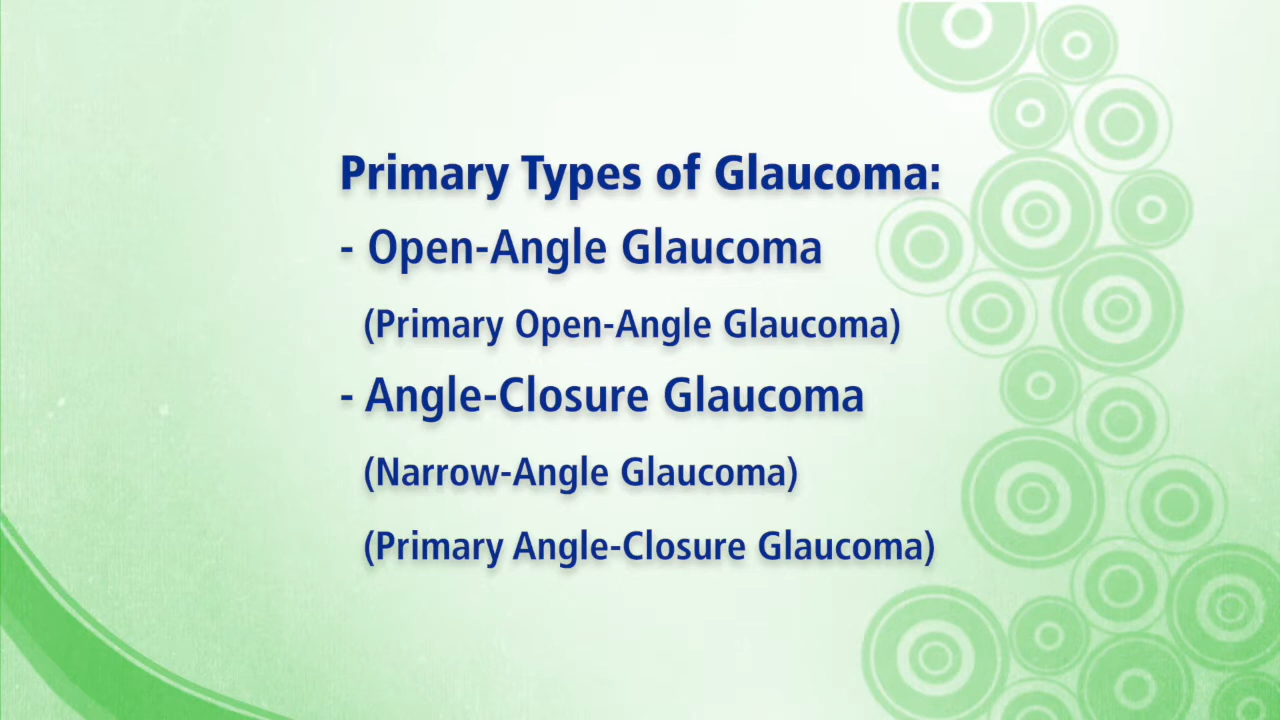 Primary Types of Glaucoma:
- Open-Angle Glaucoma
(Primary Open-Angle Glaucoma)
- Angle-Closure Glaucoma
(Narrow-Angle Glaucoma)
(Primary Angle-Closure Glaucoma)